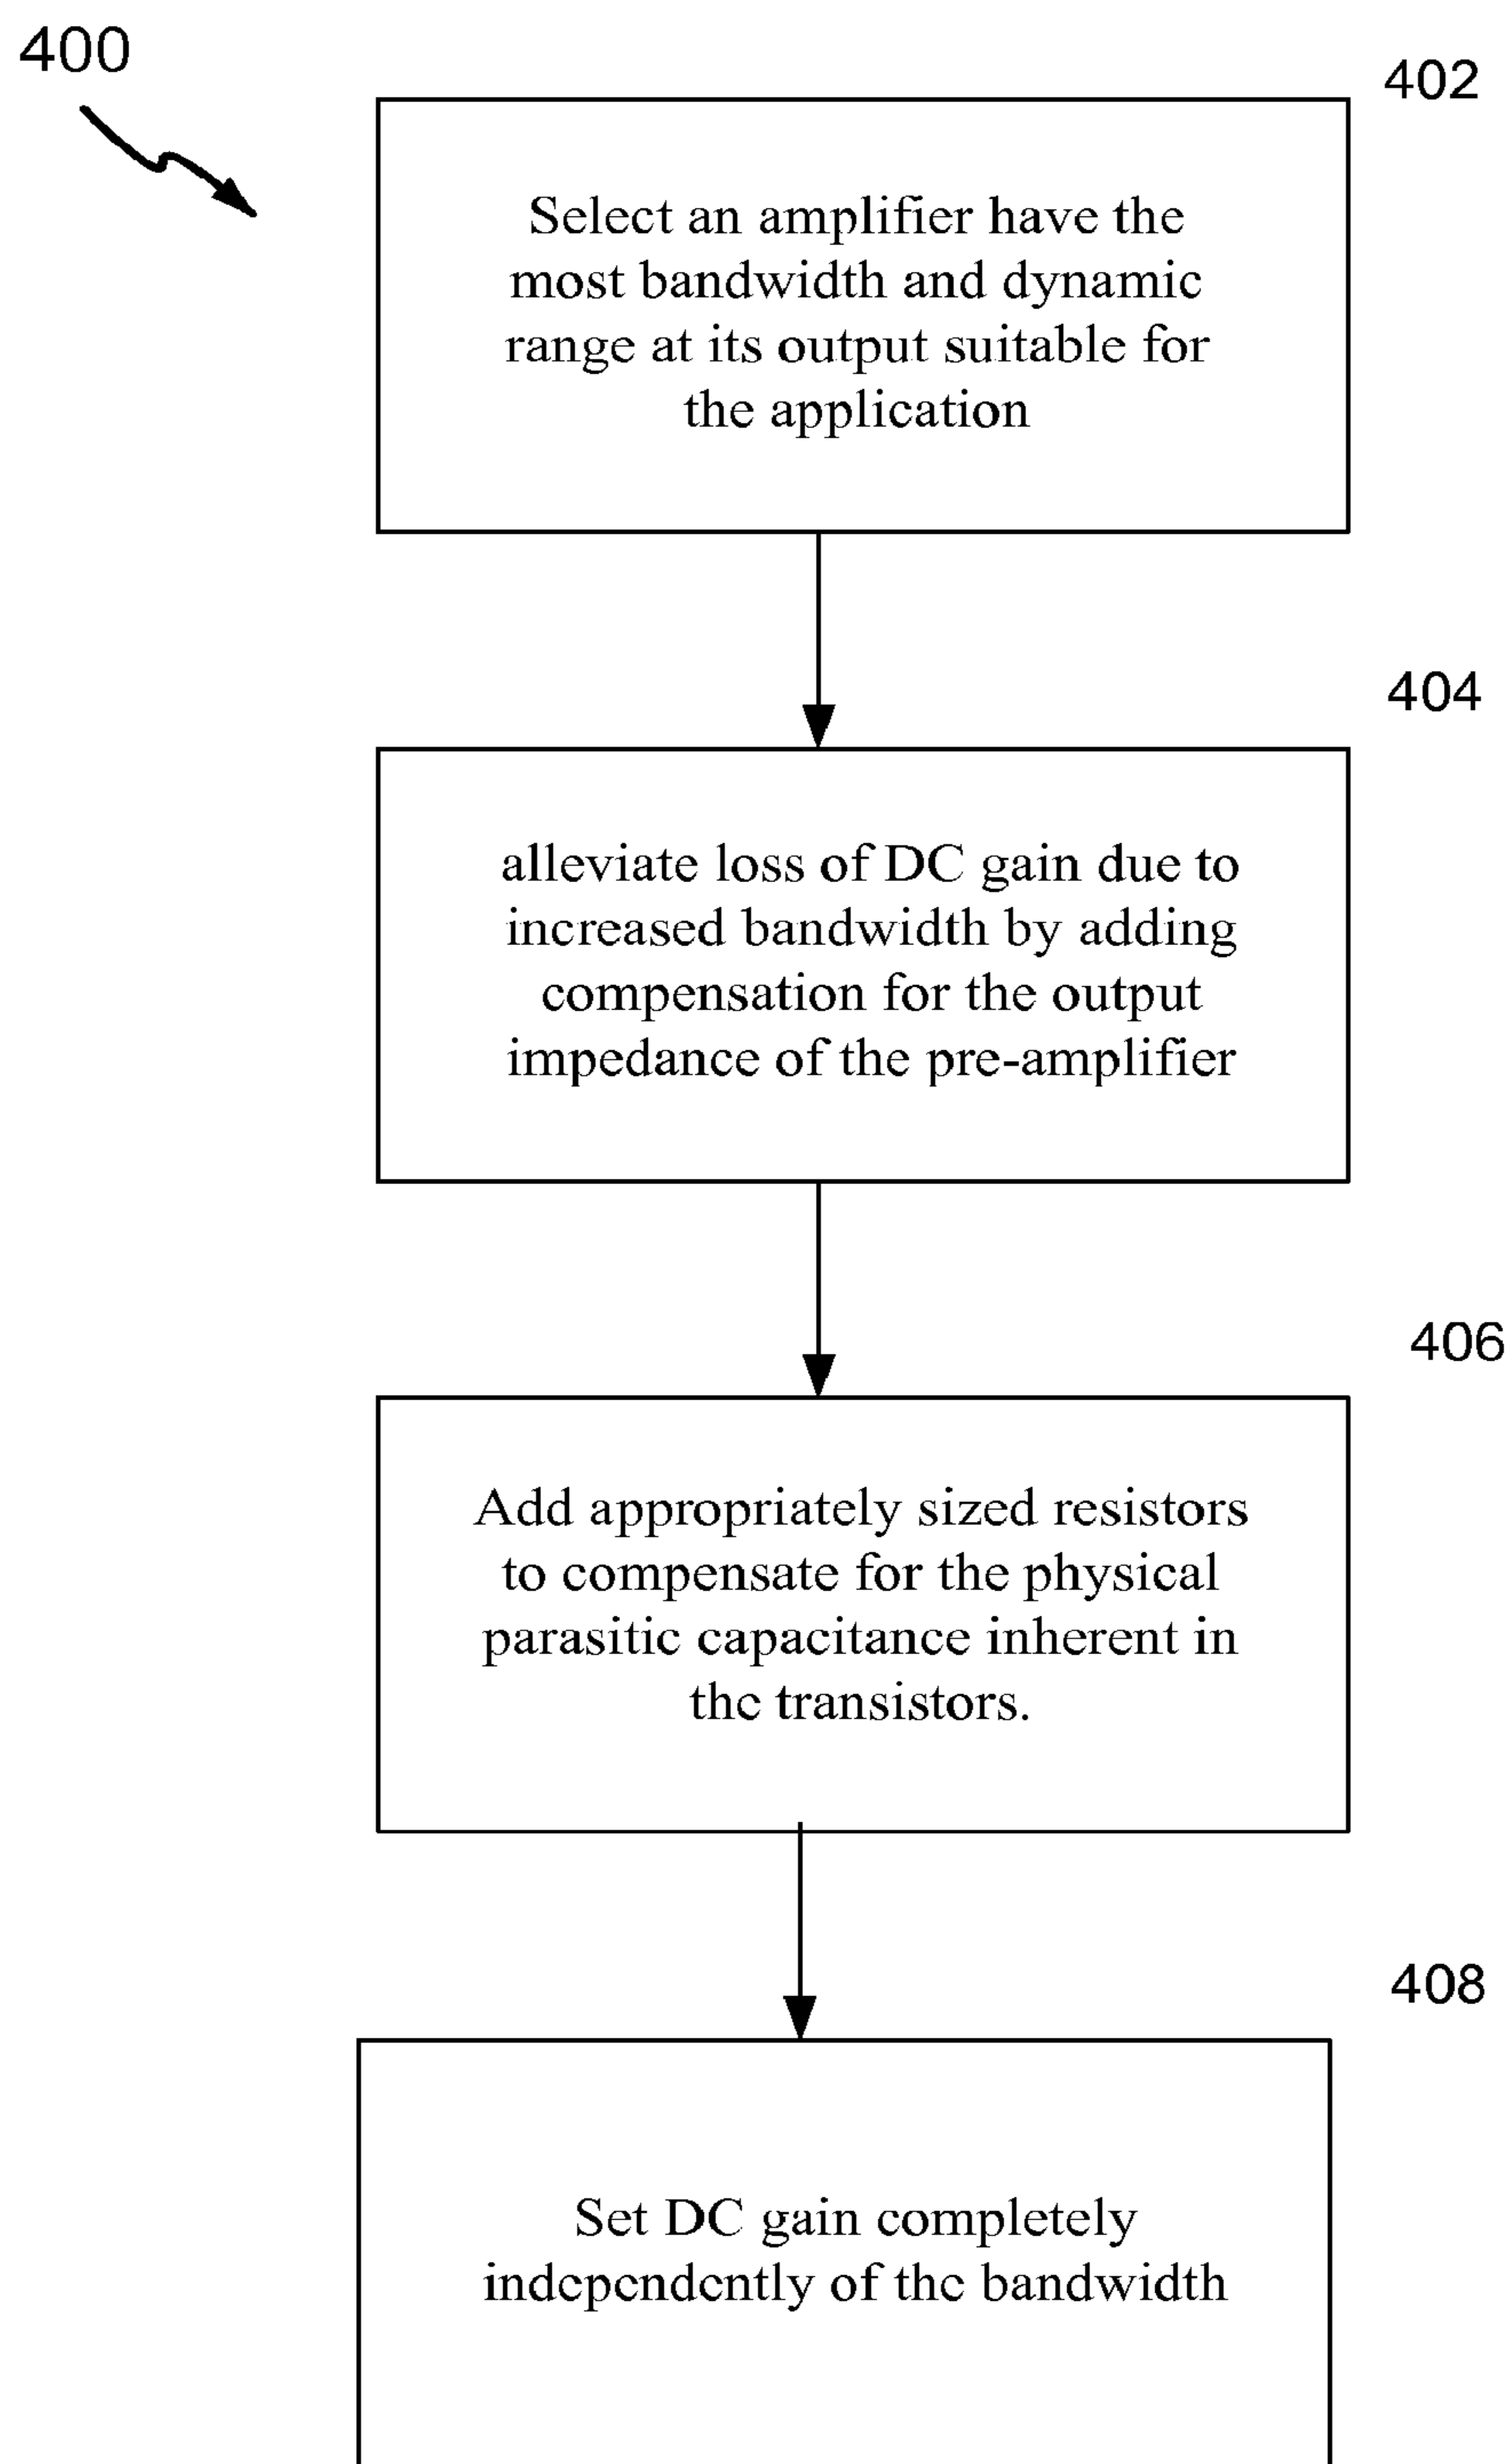 400
402
Select an amplifier have the
most bandwidth and dynamic
range at its output suitable for
the application
404
alleviate loss of DC gain due to
increased bandwidth by adding
compensation for the output
impedance of the pre-amplifier
406
Add appropriately sized resistors
to compensate for the physical
parasitic capacitance inherent in
the transistors.
408
Set DC gain completely
independently of the bandwidth